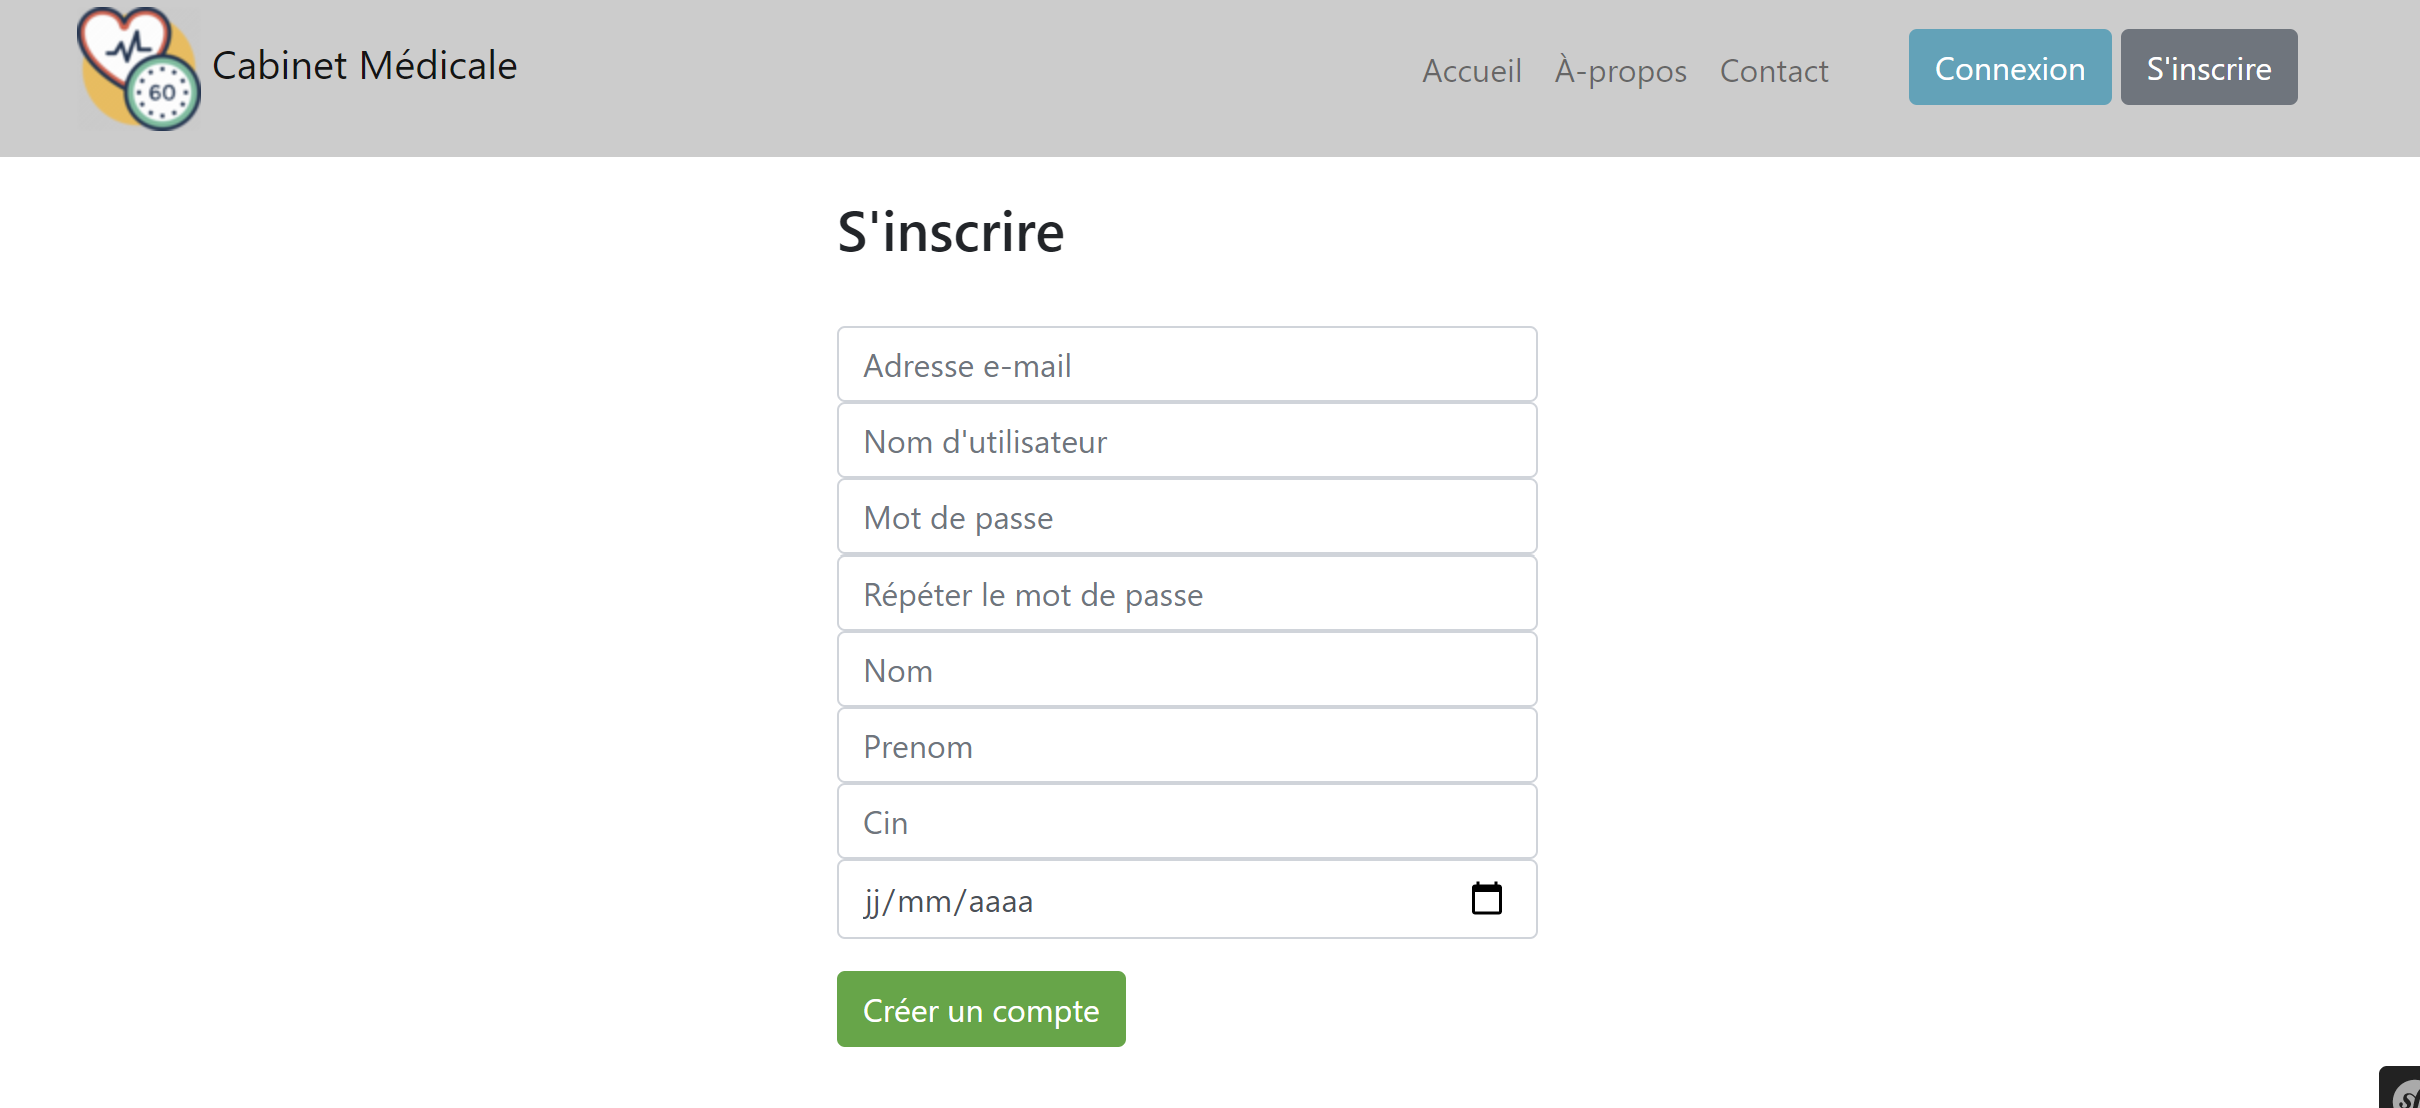 60
Cabinet Médicale
Accueil À-propos Contact Connexion S'inscrire
S'inscrire
Adresse e-mail
Nom d'utilisateur
Mot de passe
Répéter le mot de passe
Nom
Prenom
Cin
jj/mm/aaaa
Créer un compte